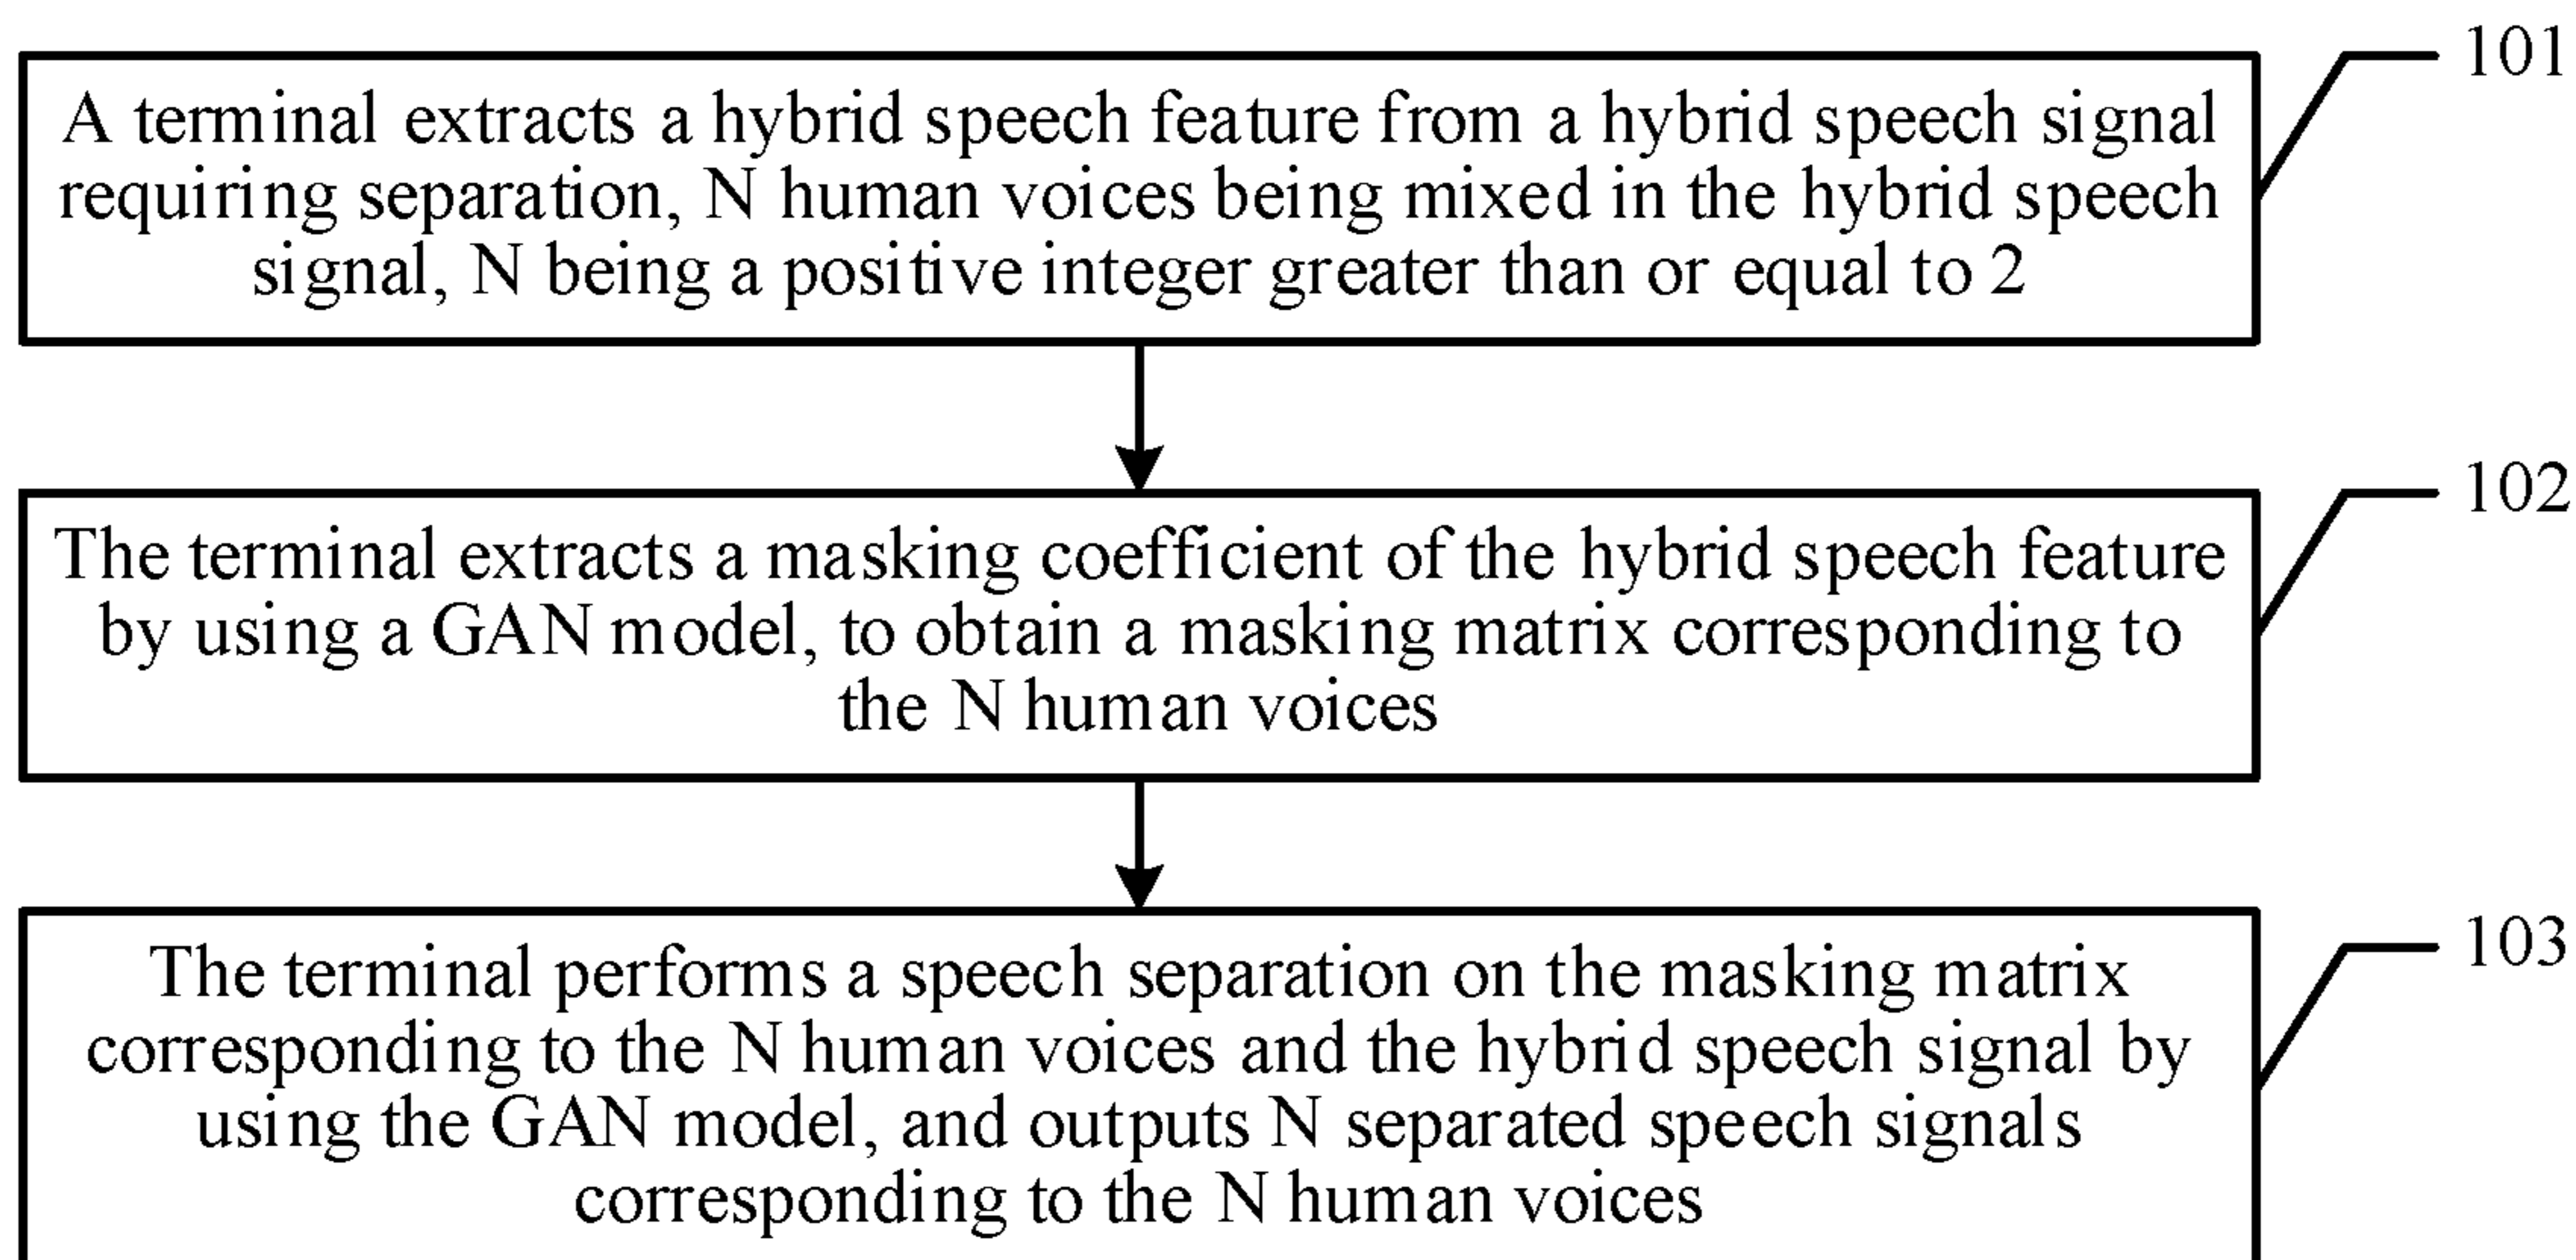 101
A terminal extracts a hybrid speech feature from a hybrid speech signal
requiring separation, N human voices being mixed in the hybrid speech
signal, N being a positive integer greater than or equal to 2
102
The terminal extracts a masking coefficient of the hybrid speech feature
by using a GAN model, to obtain a masking matrix corresponding to
the N human voices
103
The terminal performs a speech separation on the masking matrix
corresponding to the N human voices and the hybrid speech signal by
using the GAN model, and outputs N separated speech signals
corresponding to the N human voices